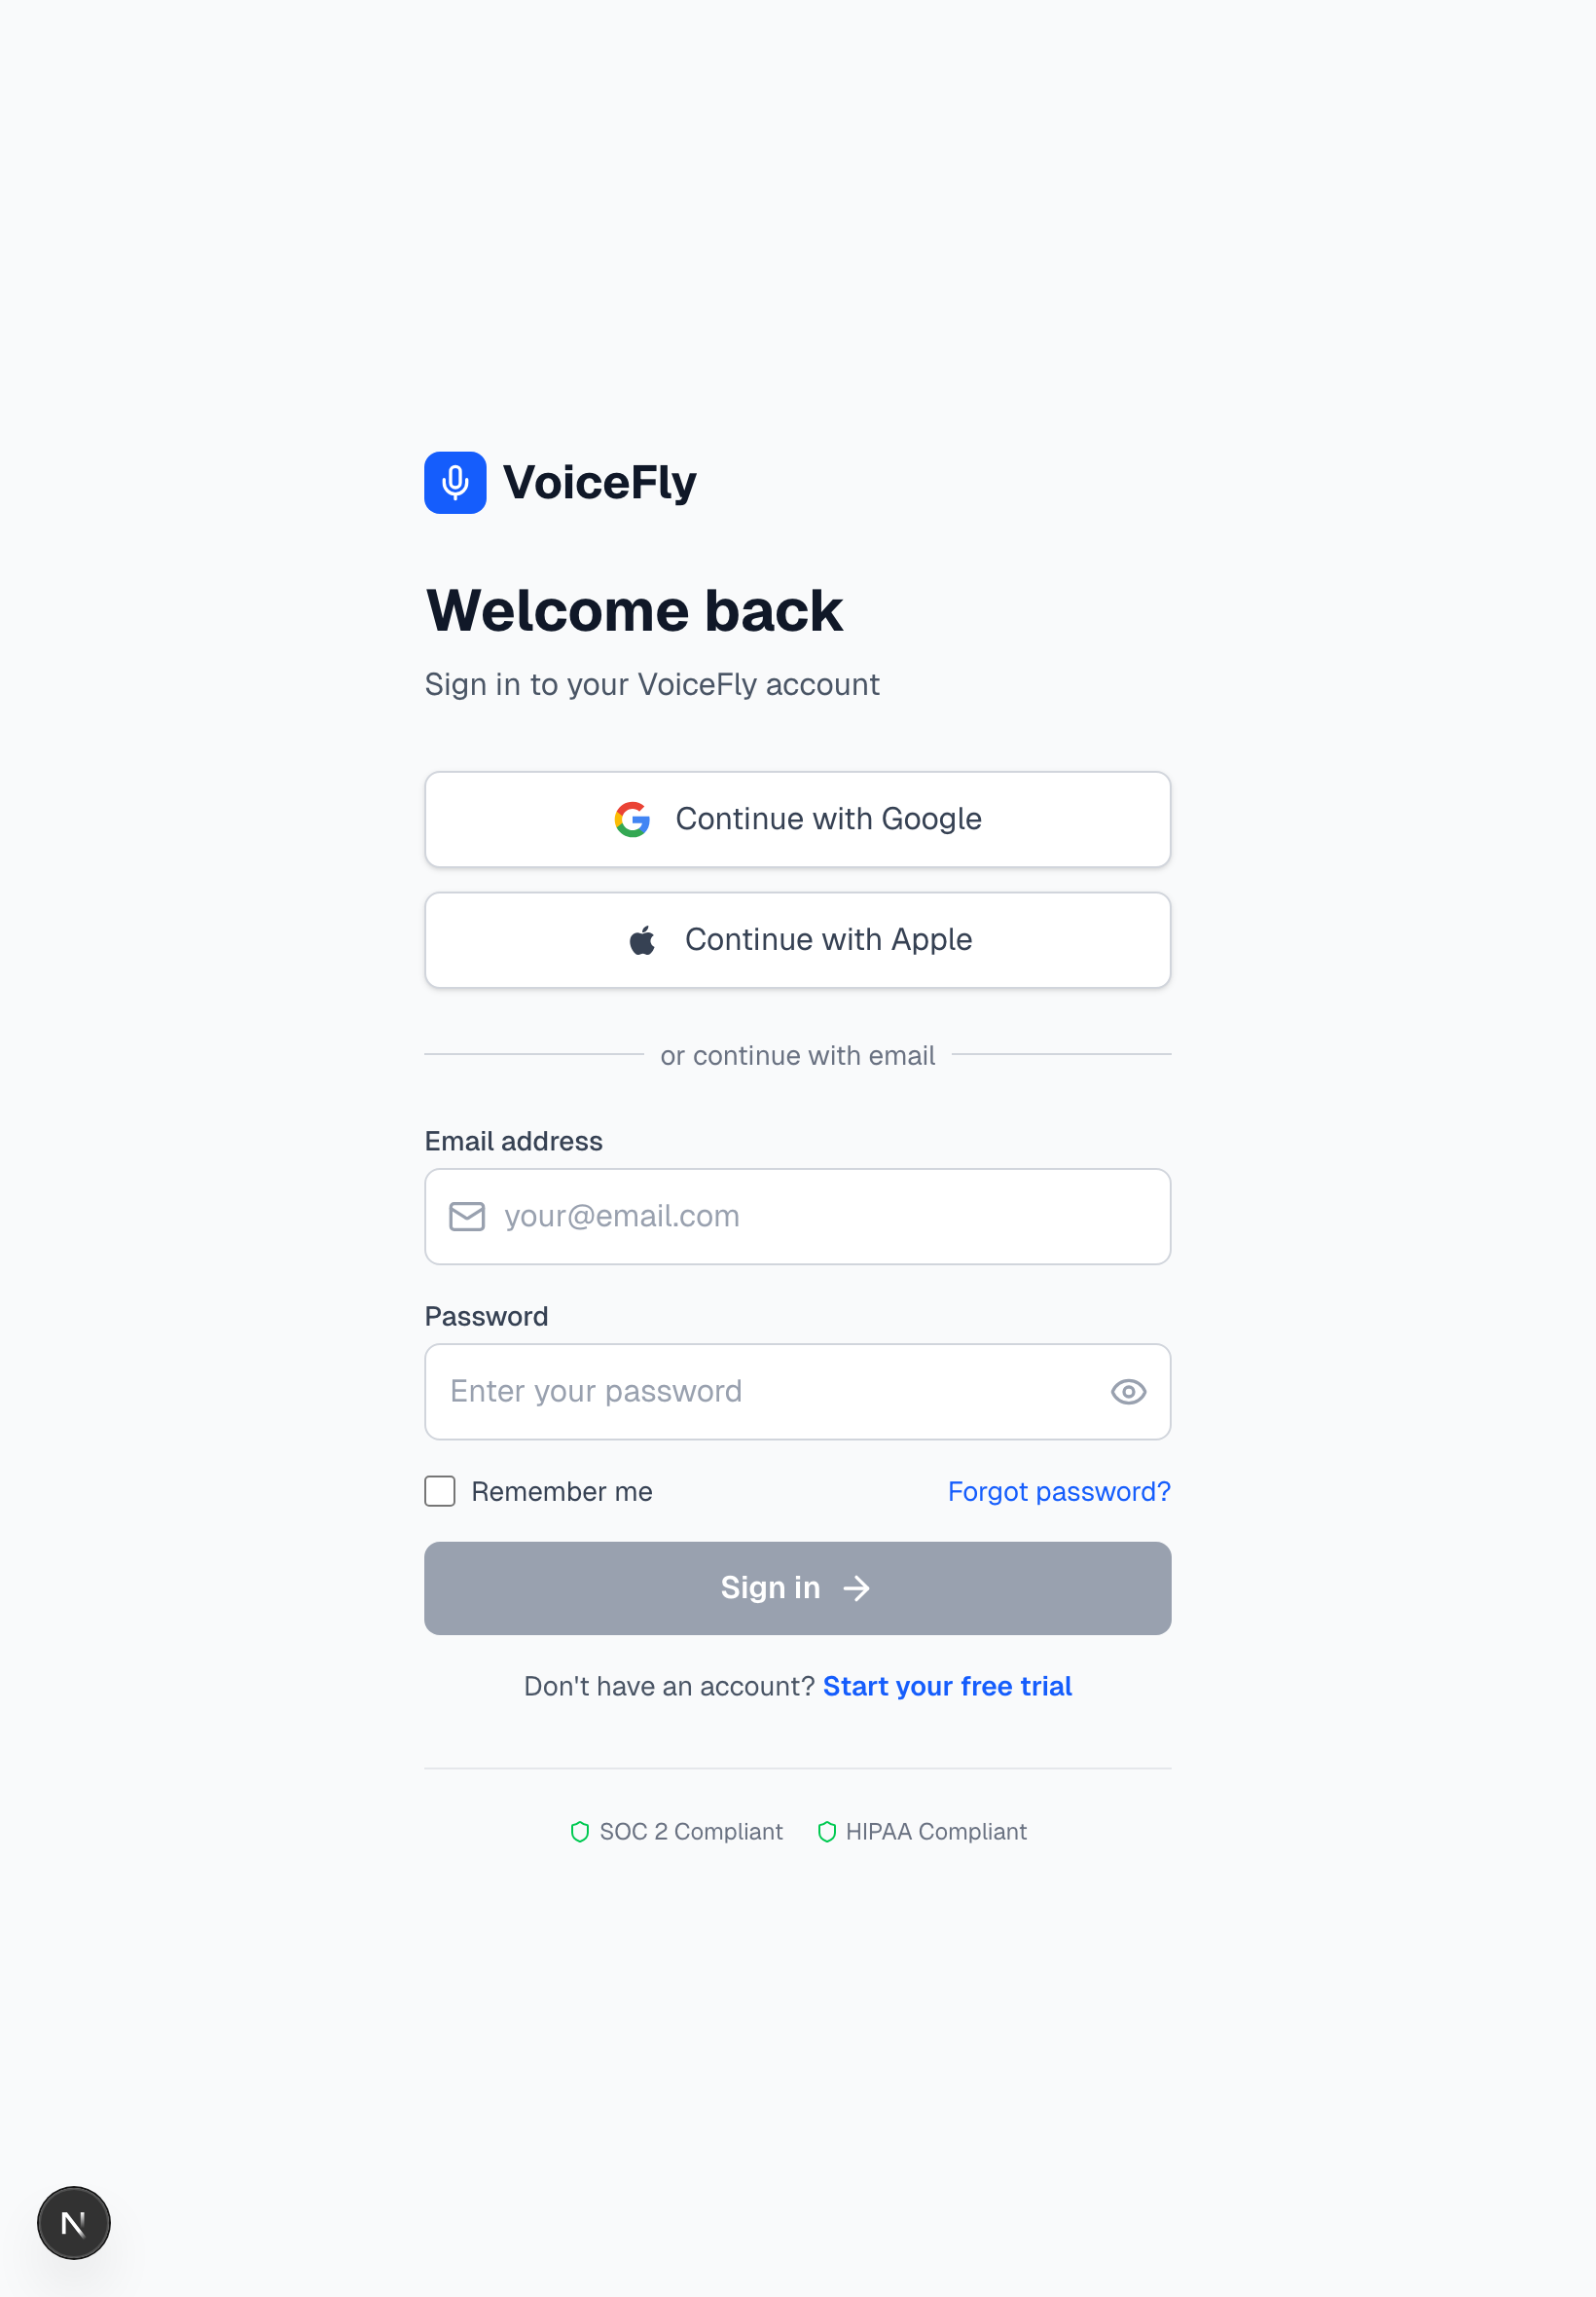 VoiceFly
Welcome back
Sign in to your VoiceFly account
Continue with Google
Continue with Apple
or continue with email
Email address
your@email.com
Password
Enter your password
Remember me
Forgot password?
Sign in
Don't have an account? Start your free trial
SOC 2 Compliant
HIPAA Compliant
N